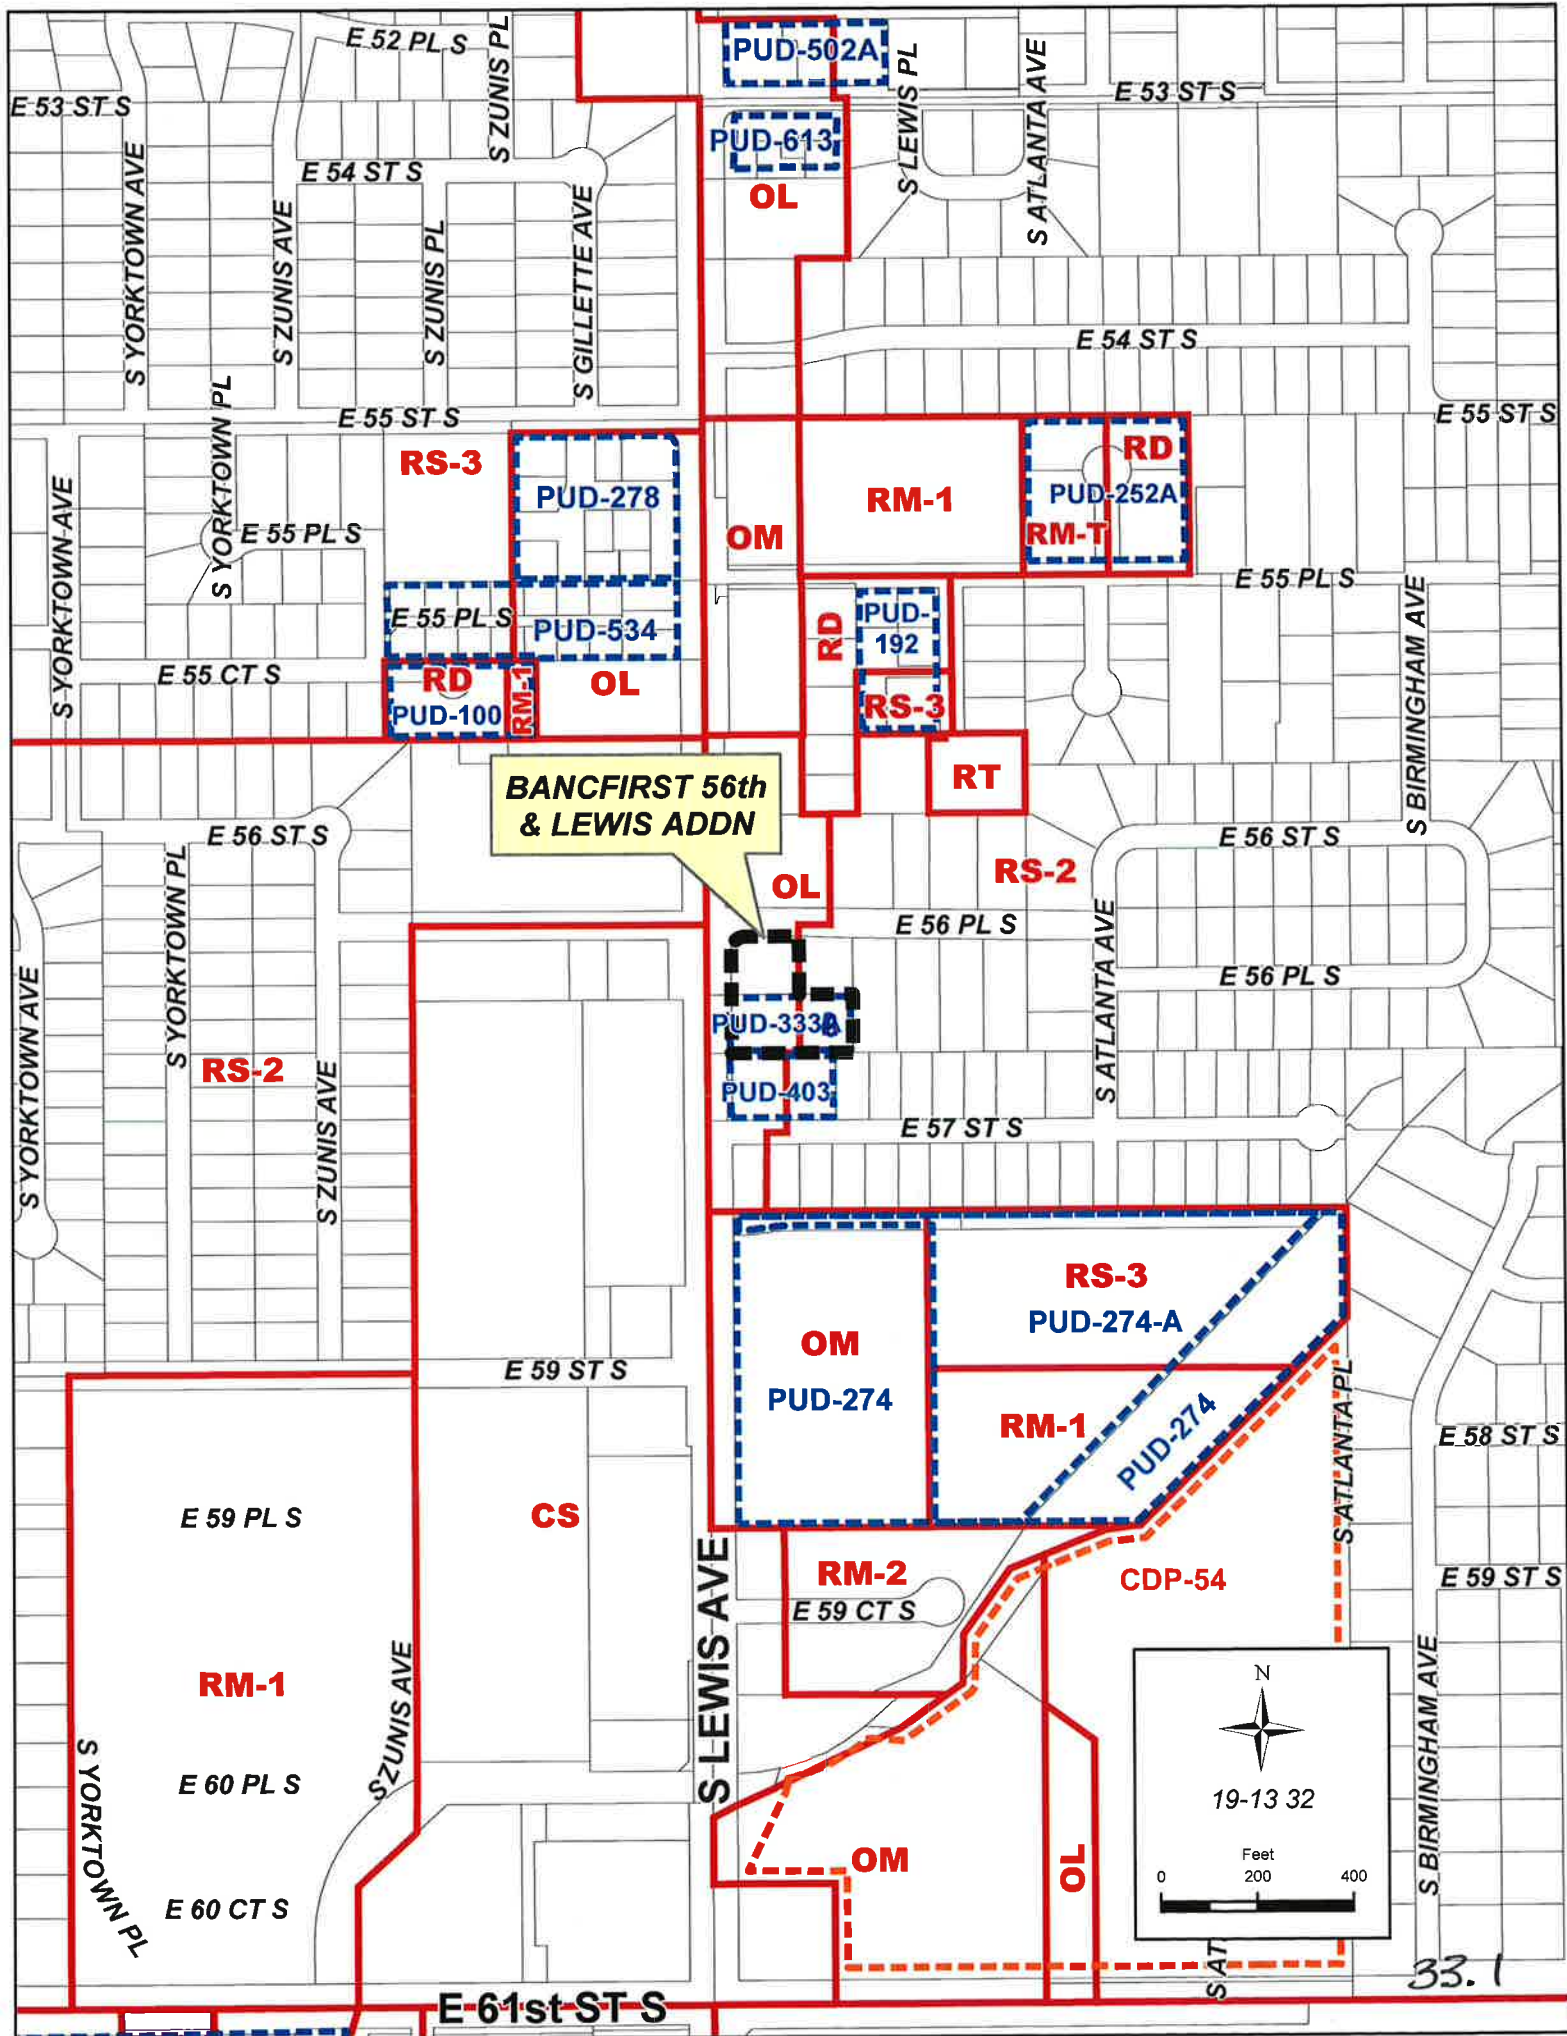 E 52 PL S
S ZUNIS PL
PUD-502A
S LEWIS PL
S ATLANTA AVE
E 53 ST S
E 53 ST S
PUD-613
S YORKTOWN AVE
E 54 ST S
OL
S ZUNIS AVE
S ZUNIS PL
S GILLETTE AVE
E 54 ST S
S YORKTOWN PL
E 55 ST S
E 55 ST S
RS-3
PUD-278
RM-1
RD
PUD-252A
RM-T
OM
S YORKTOWN AVE
E 55 PL S
E 55 PL S
S BIRMINGHAM AVE
E 55 PL S
PUD-534
RD
PUD-
192
E 55 CT S
RD
PUD-100
RM-1
OL
RS-3
BANCFIRST 56th
& LEWIS ADDN
RT
E 56 ST S
E 56 ST S
S YORKTOWN PL
OL
RS-2
E 56 PL S
S ATLANTA AVE
E 56 PL S
S YORKTOWN AVE
PUD-333A
RS-2
S ZUNIS AVE
PUD-403
E 57 ST S
RS-3
PUD-274-A
OM
PUD-274
E 59 ST S
RM-1
PUD-274
S ATLANTA PL
E 58 ST S
E 59 PL S
CS
S LEWIS AVE
RM-2
E 59 CT S
CDP-54
E 59 ST S
RM-1
S ZUNIS AVE
S BIRMINGHAM AVE
N
19-13 32
Feet
0 200 400
S YORKTOWN PL
E 60 PL S
OM
OL
E 60 CT S
S AT
33.1
E 61st ST S